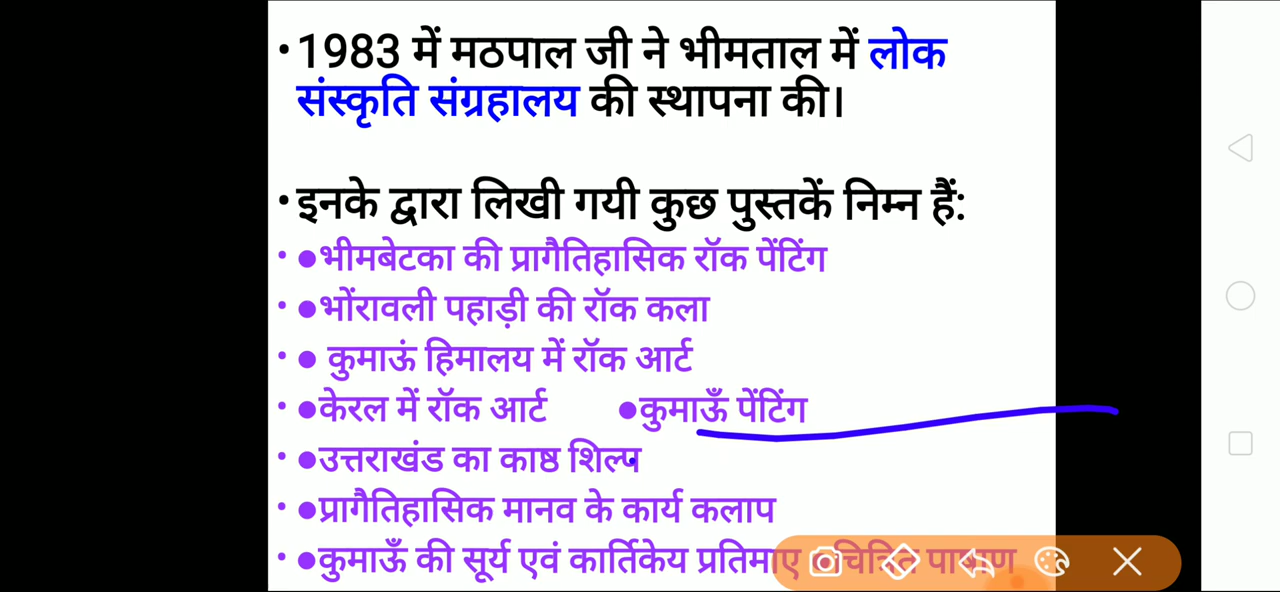 •1983 में मठपाल जी ने भीमताल में लोक
संस्कृति संग्रहालय की स्थापना की।
•इनके द्वारा लिखी गयी कुछ पुस्तकें निम्न हैं:
• ●भीमबेटका की प्रागैतिहासिक रॉक पेंटिंग
• ●भोंरावली पहाड़ी की रॉक कला
• ● कुमाऊं हिमालय में रॉक आर्ट
• ●केरल में रॉक आर्ट ●कुमाऊँ पेंटिंग
• ●उत्तराखंड का काष्ठ शिल्प
• ●प्रागैतिहासिक मानव के कार्य कलाप
• ●कुमाऊँ की सूर्य एवं कार्तिकेय प्रतिमाए ●चित्रित पाषाण